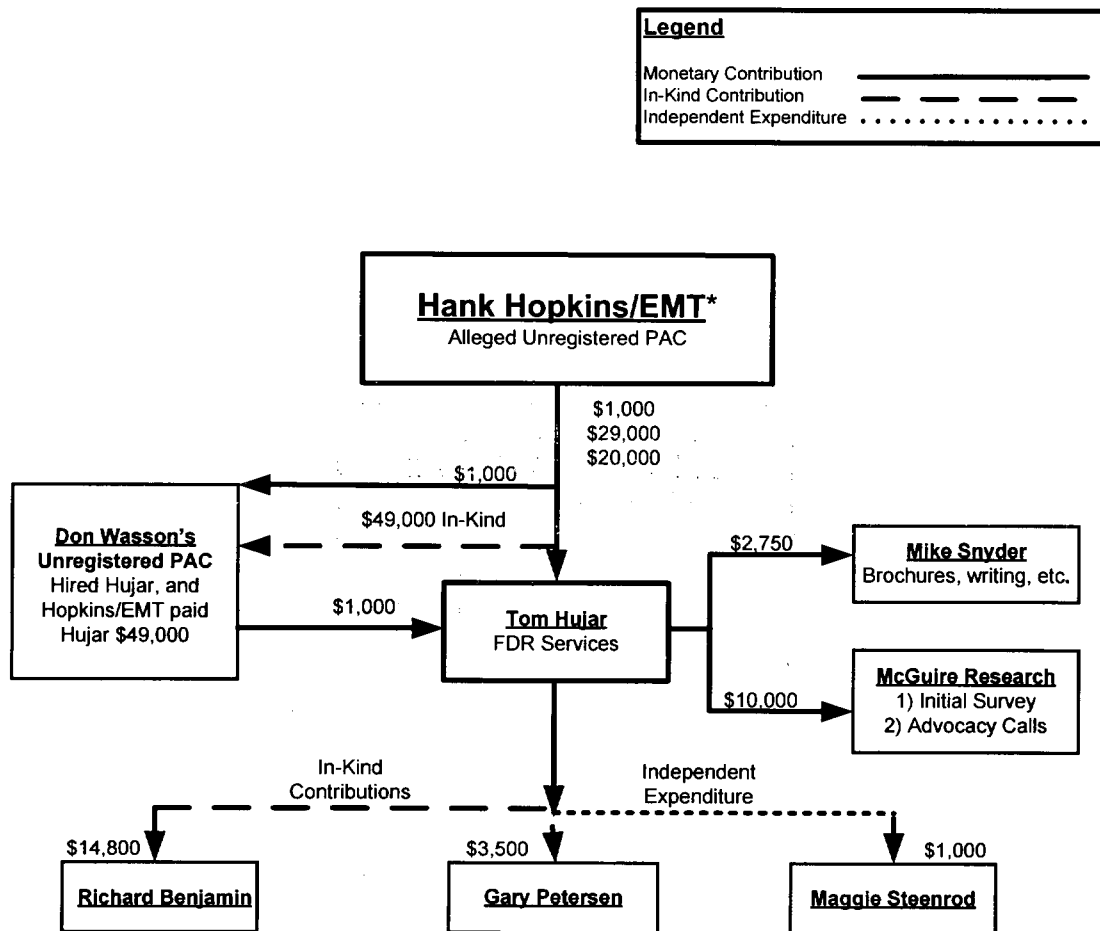 Legend
Monetary Contribution
In-Kind Contribution
Independent Expenditure
Hank Hopkins/EMT*
Alleged Unregistered PAC
$1,000
$29,000
$20,000
$1,000
$49,000 In-Kind
Don Wasson's
Unregistered PAC
Hired Hujar, and
Hopkins/EMT paid
Hujar $49,000
$1,000
Tom Hujar
FDR Services
$2,750
Mike Snyder
Brochures, writing, etc.
McGuire Research
1) Initial Survey
2) Advocacy Calls
$10,000
In-Kind
Contributions
Independent
Expenditure
$14,800
Richard Benjamin
$3,500
Gary Petersen
$1,000
Maggie Steenrod